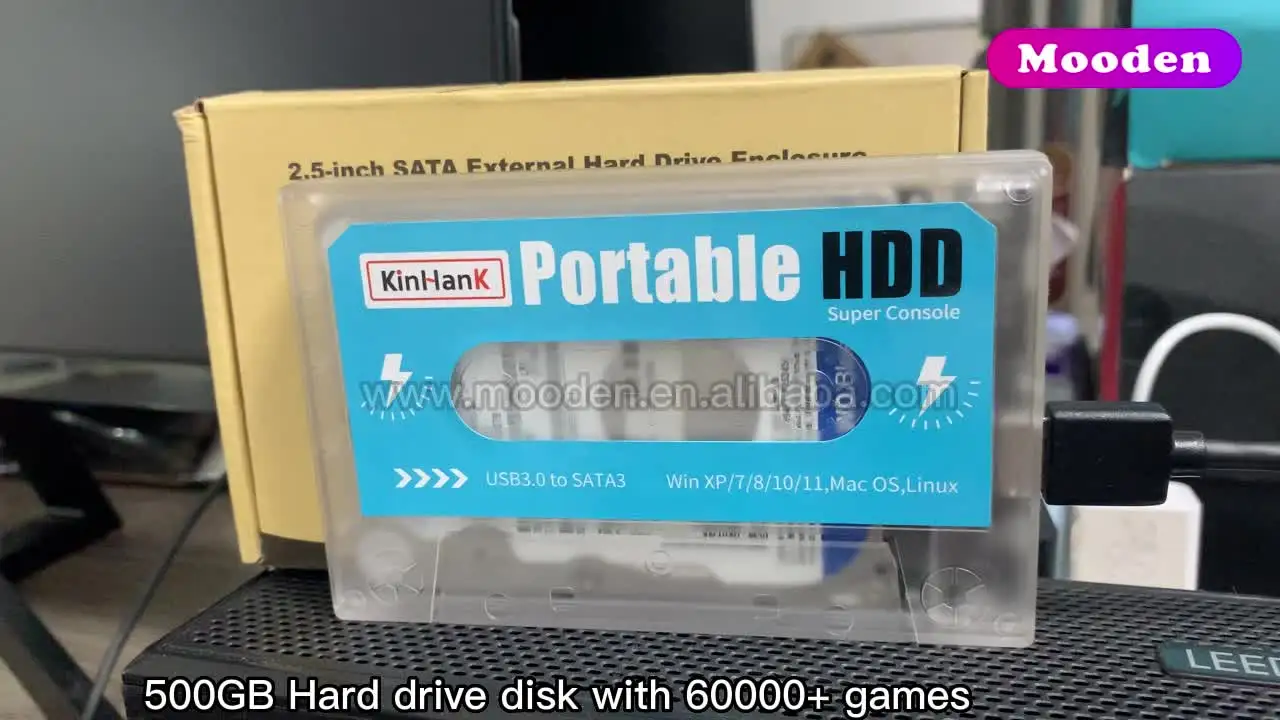 Mooden
2.5-inch SATA External Hard Drive Enclosure
KinHanK
Portable HDD
Super Console
www.mooden.en.alibaba.com
USB3.0 to SATA3
Win XP/7/8/10/11,Mac OS,Linux
500GB Hard drive disk with 60000+ games